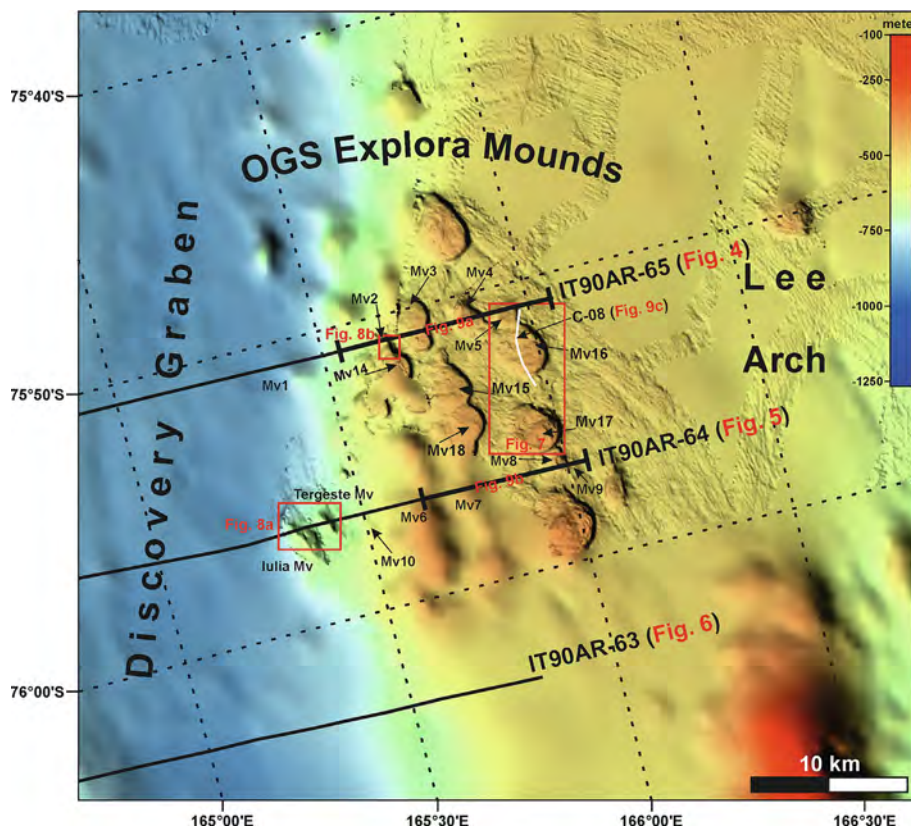 meters
-100
-250
-500
-750
-1000
-1250
75°40'S
75°50'S
76°00'S
OGS Explora Mounds
Discovery Graben
Lee
Arch
IT90AR-65 (Fig. 4)
C-08 (Fig. 9c)
Mv3
Mv4
Mv2
Fig. 8b
Fig. 9a
Mv5
Mv16
Mv1
Mv14
Mv15
Mv17
Mv18
Fig. 7
IT90AR-64 (Fig. 5)
Mv8
Mv9
Fig. 9b
Tergeste Mv
Mv6
Mv7
Fig. 8a
Mv10
Iulia Mv
IT90AR-63 (Fig. 6)
10 km
165°00'E
165°30'E
166°00'E
166°30'E